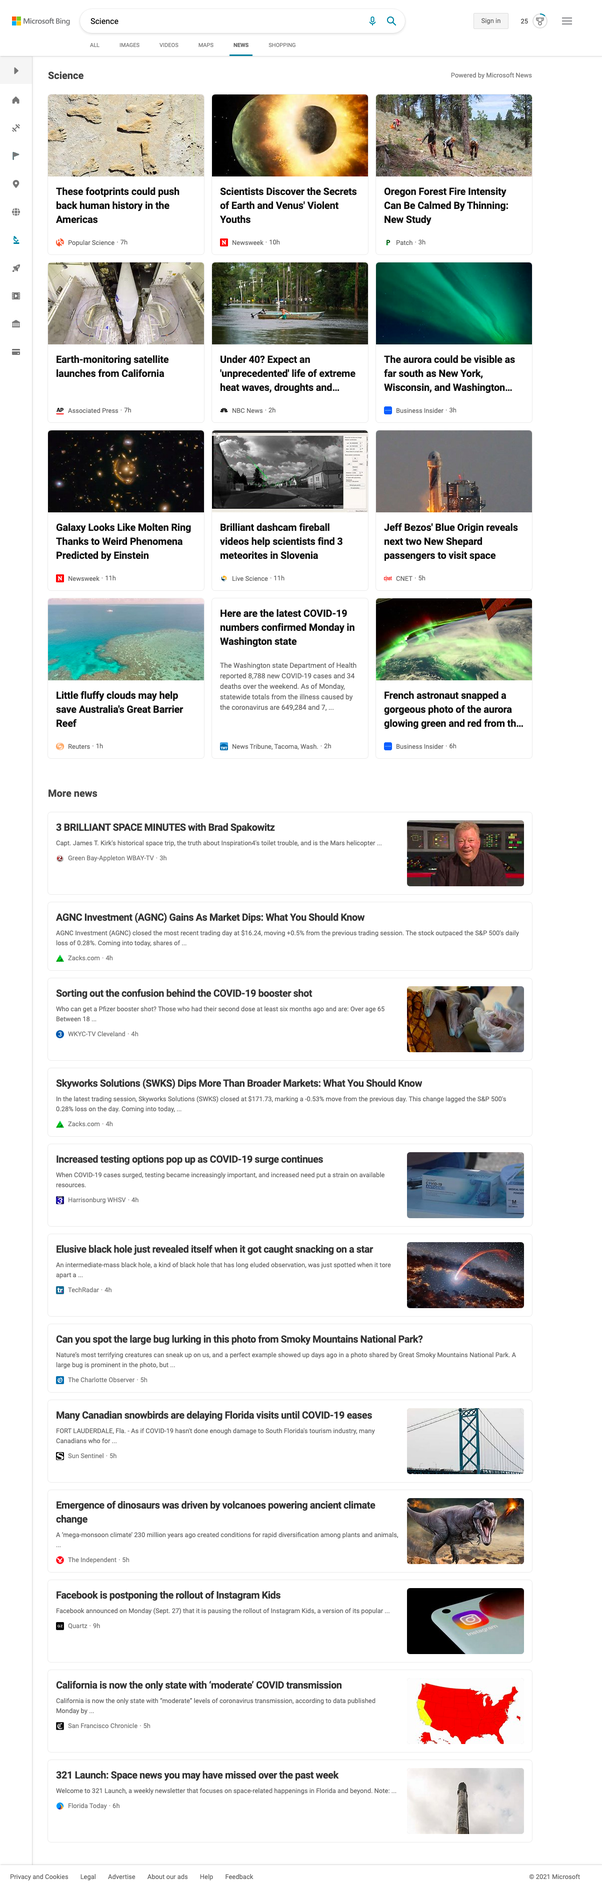 Microsoft Bing
Science
Sign in
25
ALL IMAGES VIDEOS MAPS NEWS SHOPPING
Science
Powered by Microsoft News
These footprints could push
back human history in the
Americas
Popular Science · 7h
Scientists Discover the Secrets
of Earth and Venus' Violent
Youths
Newsweek · 10h
Oregon Forest Fire Intensity
Can Be Calmed By Thinning:
New Study
Patch · 3h
Earth-monitoring satellite
launches from California
Associated Press · 7h
Under 40? Expect an
'unprecedented' life of extreme
heat waves, droughts and...
NBC News · 2h
The aurora could be visible as
far south as New York,
Wisconsin, and Washington...
Business Insider · 3h
Galaxy Looks Like Molten Ring
Thanks to Weird Phenomena
Predicted by Einstein
Newsweek · 11h
Brilliant dashcam fireball
videos help scientists find 3
meteorites in Slovenia
Live Science · 11h
Jeff Bezos' Blue Origin reveals
next two New Shepard
passengers to visit space
CNET · 5h
Little fluffy clouds may help
save Australia's Great Barrier
Reef
Reuters · 1h
Here are the latest COVID-19
numbers confirmed Monday in
Washington state
The Washington state Department of Health
reported 8,788 new COVID-19 cases and 34
deaths over the weekend. As of Monday,
statewide totals from the illness caused by
the coronavirus are 649,284 and 7, ...
News Tribune, Tacoma, Wash. · 2h
French astronaut snapped a
gorgeous photo of the aurora
glowing green and red from th...
Business Insider · 6h
More news
3 BRILLIANT SPACE MINUTES with Brad Spakowitz
Capt. James T. Kirk's historical space trip, the truth about Inspiration4's toilet trouble, and is the Mars helicopter ...
Green Bay-Appleton WBAY-TV · 3h
AGNC Investment (AGNC) Gains As Market Dips: What You Should Know
AGNC Investment (AGNC) closed the most recent trading day at $16.24, moving +0.5% from the previous trading session. The stock outpaced the S&P 500's daily
loss of 0.28%. Coming into today, shares of ...
Zacks.com · 4h
Sorting out the confusion behind the COVID-19 booster shot
Who can get a Pfizer booster shot? Those who had their second dose at least six months ago and are: Over age 65
Between 18 ...
WKYC-TV Cleveland · 4h
Skyworks Solutions (SWKS) Dips More Than Broader Markets: What You Should Know
In the latest trading session, Skyworks Solutions (SWKS) closed at $171.73, marking a -0.53% move from the previous day. This change lagged the S&P 500's
0.28% loss on the day. Coming into today, ...
Zacks.com · 4h
Increased testing options pop up as COVID-19 surge continues
When COVID-19 cases surged, testing became increasingly important, and increased need put a strain on available
resources.
Harrisonburg WHSV · 4h
Elusive black hole just revealed itself when it got caught snacking on a star
An intermediate-mass black hole, a kind of black hole that has long eluded observation, was just spotted when it tore
apart a ...
TechRadar · 4h
Can you spot the large bug lurking in this photo from Smoky Mountains National Park?
Nature's most terrifying creatures can sneak up on us, and a perfect example showed up days ago in a photo shared by Great Smoky Mountains National Park. A
large bug is prominent in the photo, but ...
The Charlotte Observer · 5h
Many Canadian snowbirds are delaying Florida visits until COVID-19 eases
FORT LAUDERDALE, Fla. - As if COVID-19 hasn't done enough damage to South Florida's tourism industry, many
Canadians who for ...
Sun Sentinel · 5h
Emergence of dinosaurs was driven by volcanoes powering ancient climate
change
A 'mega-monsoon climate' 230 million years ago created conditions for rapid diversification among plants and animals,
...
The Independent · 5h
Facebook is postponing the rollout of Instagram Kids
Facebook announced on Monday (Sept. 27) that it is pausing the rollout of Instagram Kids, a version of its popular ...
Quartz · 9h
California is now the only state with 'moderate' COVID transmission
California is now the only state with "moderate" levels of coronavirus transmission, according to data published
Monday by ...
San Francisco Chronicle · 5h
321 Launch: Space news you may have missed over the past week
Welcome to 321 Launch, a weekly newsletter that focuses on space-related happenings in Florida and beyond. Note: ...
Florida Today · 6h
Privacy and Cookies Legal Advertise About our ads Help Feedback
© 2021 Microsoft